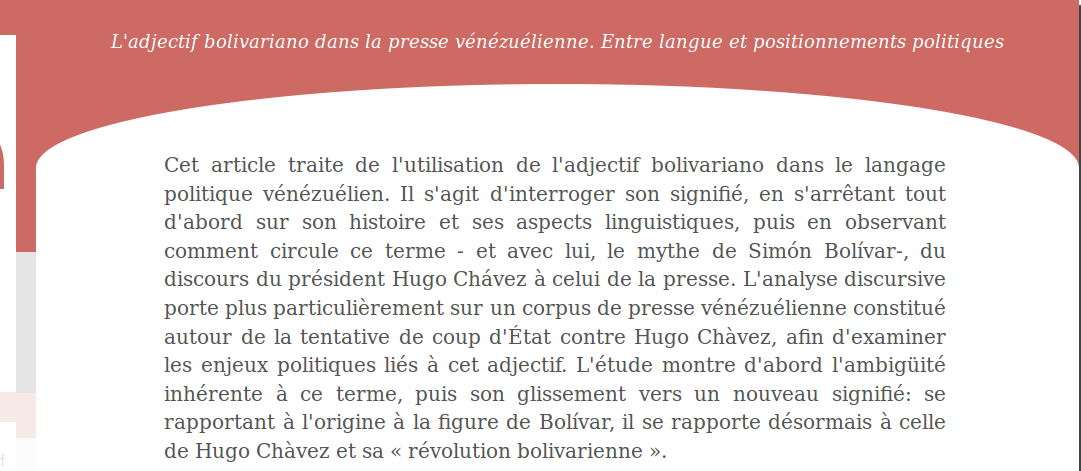 L'adjectif bolivariano dans la presse vénézuélienne. Entre langue et positionnements politiques
Cet article traite de l'utilisation de l'adjectif bolivariano dans le langage
politique vénézuélien. Il s'agit d'interroger son signifié, en s'arrêtant tout
d'abord sur son histoire et ses aspects linguistiques, puis en observant
comment circule ce terme - et avec lui, le mythe de Simón Bolívar-, du
discours du président Hugo Chávez à celui de la presse. L'analyse discursive
porte plus particulièrement sur un corpus de presse vénézuélienne constitué
autour de la tentative de coup d'État contre Hugo Chàvez, afin d'examiner
les enjeux politiques liés à cet adjectif. L'étude montre d'abord l'ambigüité
inhérente à ce terme, puis son glissement vers un nouveau signifié: se
rapportant à l'origine à la figure de Bolívar, il se rapporte désormais à celle
de Hugo Chàvez et sa « révolution bolivarienne ».